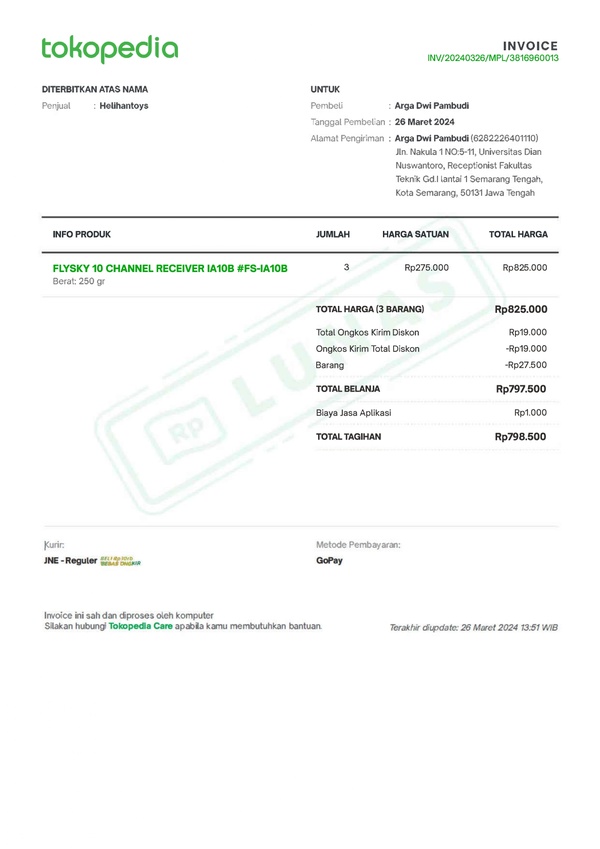 tokopedia
INVOICE
INV/20240326/MPL/3816960013
DITERBITKAN ATAS NAMA
Penjual : Helihantoys
UNTUK
Pembeli : Arga Dwi Pambudi
Tanggal Pembelian : 26 Maret 2024
Alamat Pengiriman : Arga Dwi Pambudi (6282226401110)
Jln. Nakula 1 NO:5-11, Universitas Dian
Nuswantoro, Receptionist Fakultas
Teknik Gd.I lantai 1 Semarang Tengah,
Kota Semarang, 50131 Jawa Tengah
INFO PRODUK JUMLAH HARGA SATUAN TOTAL HARGA
FLYSKY 10 CHANNEL RECEIVER IA10B #FS-IA10B 3 Rp275.000 Rp825.000
Berat: 250 gr
TOTAL HARGA (3 BARANG) Rp825.000
Total Ongkos Kirim Diskon Rp19.000
Ongkos Kirim Total Diskon -Rp19.000
Barang -Rp27.500
TOTAL BELANJA Rp797.500
Biaya Jasa Aplikasi Rp1.000
TOTAL TAGIHAN Rp798.500
RP LUNAS
Kurir:
JNE - Reguler
BEBAS ONGKIR
Metode Pembayaran:
GoPay
Invoice ini sah dan diproses oleh komputer
Silakan hubungi Tokopedia Care apabila kamu membutuhkan bantuan.
Terakhir diupdate: 26 Maret 2024 13:51 WIB